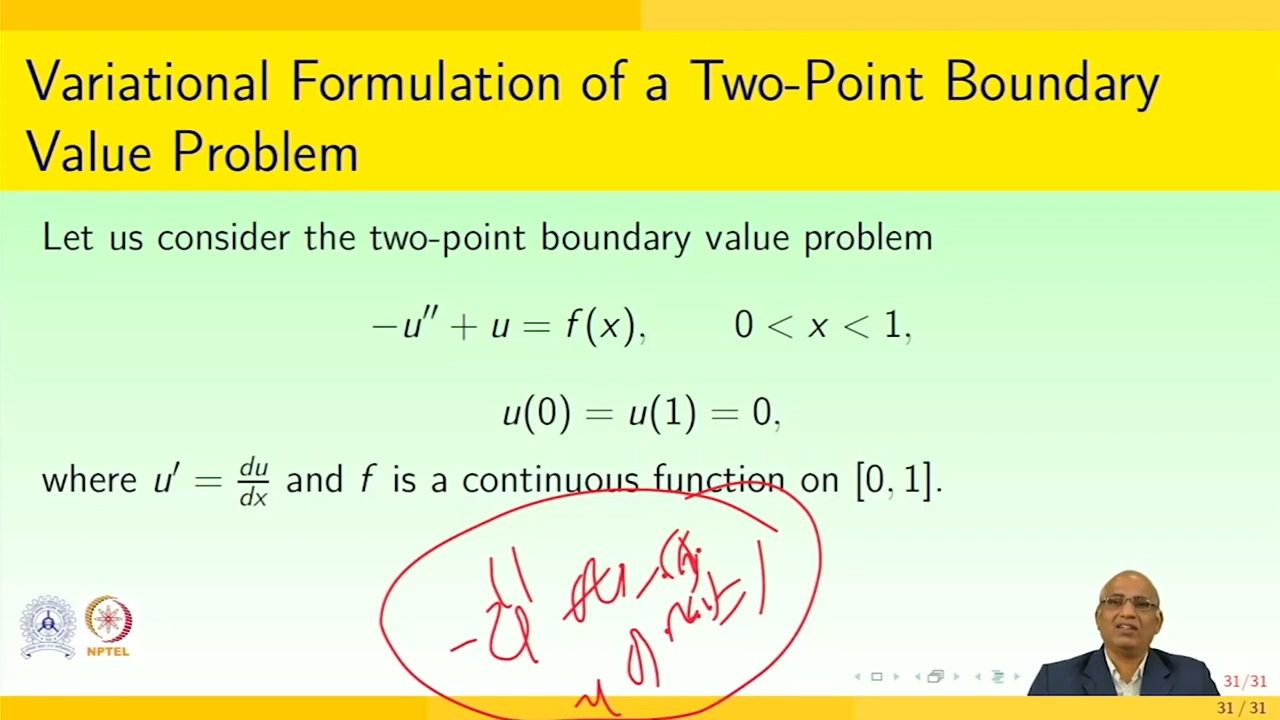 Variational Formulation of a Two-Point Boundary
Value Problem
Let us consider the two-point boundary value problem
−u″ + u = f(x), 0 < x < 1,
u(0) = u(1) = 0,
where u′ = du/dx and f is a continuous function on [0, 1].
NPTEL
31/31
31 / 31